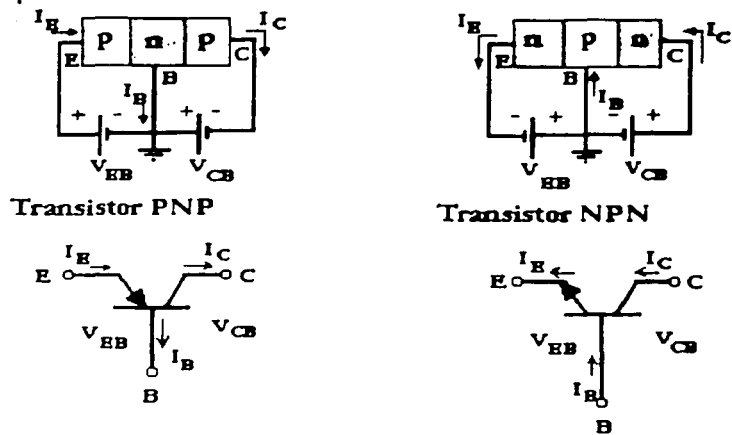 I_E p n p I_C
E C
B
I_B
+ - + -
V_EB V_CB
Transistor PNP
I_E n p n I_C
E C
B
I_B
- + - +
V_EB V_CB
Transistor NPN
I_E I_C
E C
V_EB V_CB
I_B
B
I_E I_C
E C
V_EB V_CB
I_B
B